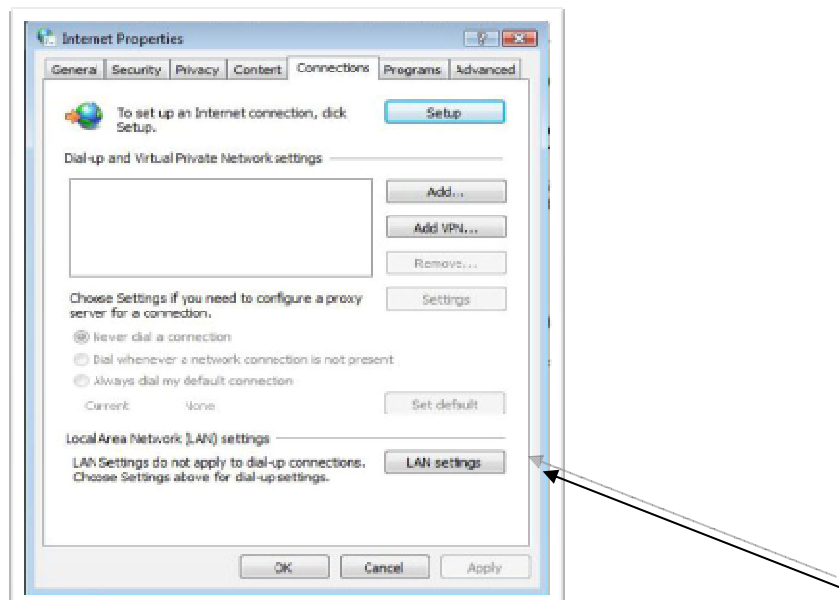 Internet Properties
General Security Privacy Content Connections Programs Advanced
To set up an Internet connection, click
Setup.
Setup
Dial-up and Virtual Private Network settings
Add...
Add VPN...
Remove...
Choose Settings if you need to configure a proxy
server for a connection.
Settings
Never dial a connection
Dial whenever a network connection is not present
Always dial my default connection
Current None
Set default
Local Area Network (LAN) settings
LAN Settings do not apply to dial-up connections.
Choose Settings above for dial-up settings.
LAN settings
OK Cancel Apply